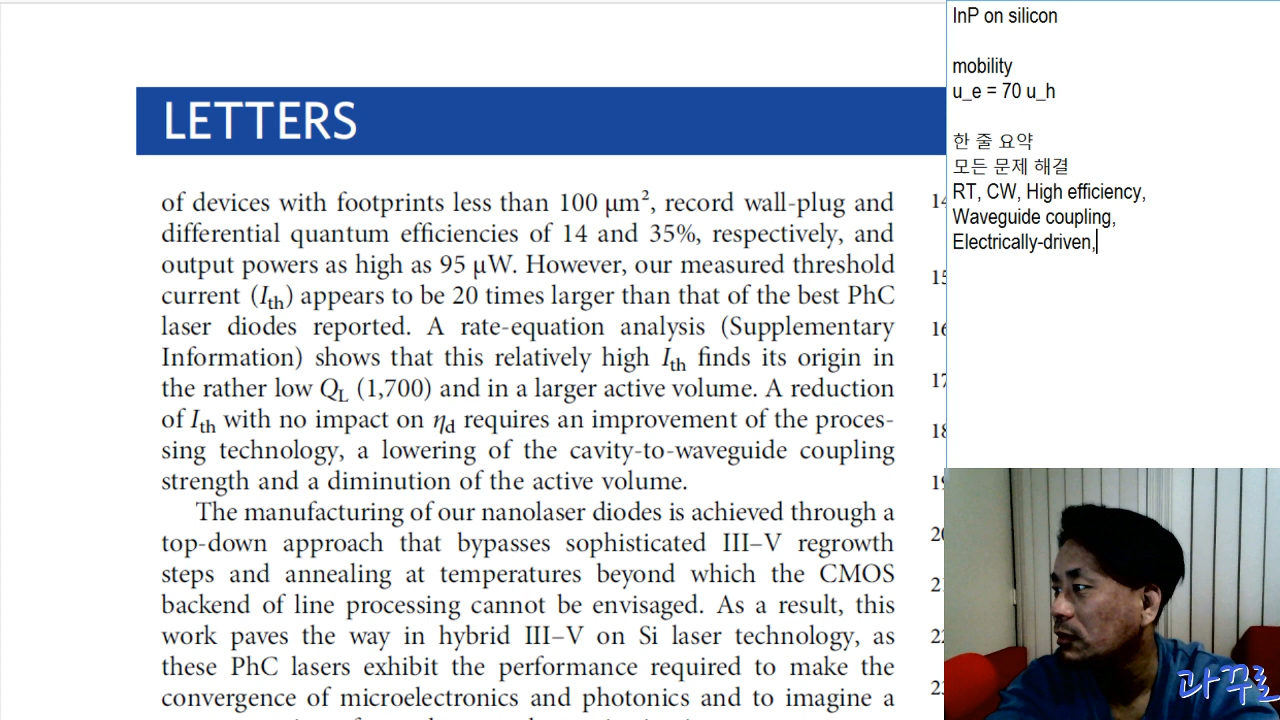 LETTERS
of devices with footprints less than 100 μm², record wall-plug and
differential quantum efficiencies of 14 and 35%, respectively, and
output powers as high as 95 μW. However, our measured threshold
current (Ith) appears to be 20 times larger than that of the best PhC
laser diodes reported. A rate-equation analysis (Supplementary
Information) shows that this relatively high Ith finds its origin in
the rather low QL (1,700) and in a larger active volume. A reduction
of Ith with no impact on ηd requires an improvement of the proces-
sing technology, a lowering of the cavity-to-waveguide coupling
strength and a diminution of the active volume.
The manufacturing of our nanolaser diodes is achieved through a
top-down approach that bypasses sophisticated III–V regrowth
steps and annealing at temperatures beyond which the CMOS
backend of line processing cannot be envisaged. As a result, this
work paves the way in hybrid III–V on Si laser technology, as
these PhC lasers exhibit the performance required to make the
convergence of microelectronics and photonics and to imagine a
14
15
16
17
18
19
20
21
22
23
InP on silicon
mobility
u_e = 70 u_h
한 줄 요약
모든 문제 해결
RT, CW, High efficiency,
Waveguide coupling,
Electrically-driven,
과꾸로